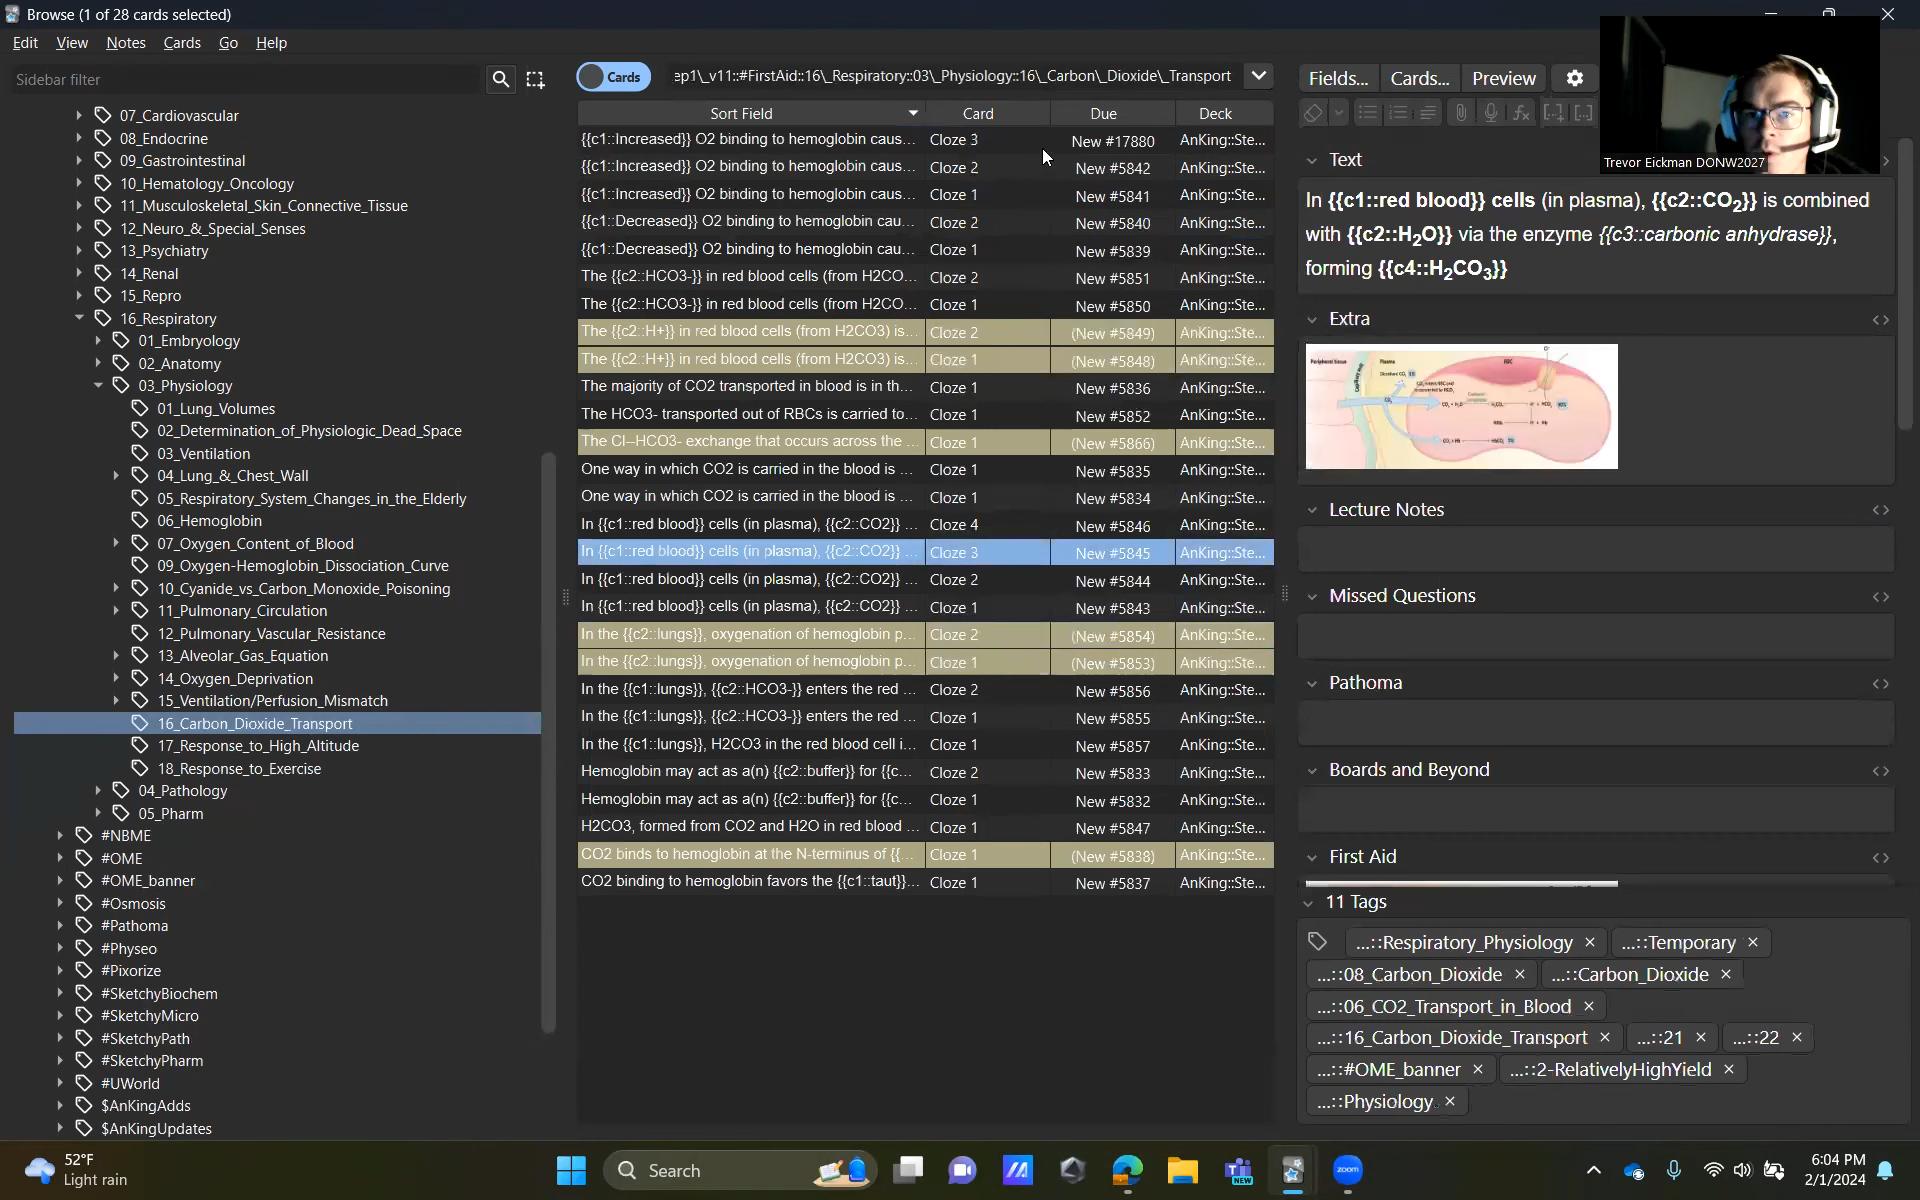 Browse (1 of 28 cards selected)
Edit View Notes Cards Go Help
Sidebar filter
07_Cardiovascular
08_Endocrine
09_Gastrointestinal
10_Hematology_Oncology
11_Musculoskeletal_Skin_Connective_Tissue
12_Neuro_&_Special_Senses
13_Psychiatry
14_Renal
15_Repro
16_Respiratory
01_Embryology
02_Anatomy
03_Physiology
01_Lung_Volumes
02_Determination_of_Physiologic_Dead_Space
03_Ventilation
04_Lung_&_Chest_Wall
05_Respiratory_System_Changes_in_the_Elderly
06_Hemoglobin
07_Oxygen_Content_of_Blood
09_Oxygen-Hemoglobin_Dissociation_Curve
10_Cyanide_vs_Carbon_Monoxide_Poisoning
11_Pulmonary_Circulation
12_Pulmonary_Vascular_Resistance
13_Alveolar_Gas_Equation
14_Oxygen_Deprivation
15_Ventilation/Perfusion_Mismatch
16_Carbon_Dioxide_Transport
17_Response_to_High_Altitude
18_Response_to_Exercise
04_Pathology
05_Pharm
#NBME
#OME
#OME_banner
#Osmosis
#Pathoma
#Physeo
#Pixorize
#SketchyBiochem
#SketchyMicro
#SketchyPath
#SketchyPharm
#UWorld
$AnKingAdds
$AnKingUpdates
Cards ep1\_v11::#FirstAid::16\_Respiratory::03\_Physiology::16\_Carbon\_Dioxide\_Transport
Sort Field Card Due Deck
{{c1::Increased}} O2 binding to hemoglobin caus... Cloze 3 New #17880 AnKing::Ste...
{{c1::Increased}} O2 binding to hemoglobin caus... Cloze 2 New #5842 AnKing::Ste...
{{c1::Increased}} O2 binding to hemoglobin caus... Cloze 1 New #5841 AnKing::Ste...
{{c1::Decreased}} O2 binding to hemoglobin cau... Cloze 2 New #5840 AnKing::Ste...
{{c1::Decreased}} O2 binding to hemoglobin cau... Cloze 1 New #5839 AnKing::Ste...
The {{c2::HCO3-}} in red blood cells (from H2CO... Cloze 2 New #5851 AnKing::Ste...
The {{c2::HCO3-}} in red blood cells (from H2CO... Cloze 1 New #5850 AnKing::Ste...
The {{c2::H+}} in red blood cells (from H2CO3) is... Cloze 2 (New #5849) AnKing::Ste...
The {{c2::H+}} in red blood cells (from H2CO3) is... Cloze 1 (New #5848) AnKing::Ste...
The majority of CO2 transported in blood is in th... Cloze 1 New #5836 AnKing::Ste...
The HCO3- transported out of RBCs is carried to... Cloze 1 New #5852 AnKing::Ste...
The Cl--HCO3- exchange that occurs across the ... Cloze 1 (New #5866) AnKing::Ste...
One way in which CO2 is carried in the blood is ... Cloze 1 New #5835 AnKing::Ste...
One way in which CO2 is carried in the blood is ... Cloze 1 New #5834 AnKing::Ste...
In {{c1::red blood}} cells (in plasma), {{c2::CO2}} ... Cloze 4 New #5846 AnKing::Ste...
In {{c1::red blood}} cells (in plasma), {{c2::CO2}} ... Cloze 3 New #5845 AnKing::Ste...
In {{c1::red blood}} cells (in plasma), {{c2::CO2}} ... Cloze 2 New #5844 AnKing::Ste...
In {{c1::red blood}} cells (in plasma), {{c2::CO2}} ... Cloze 1 New #5843 AnKing::Ste...
In the {{c2::lungs}}, oxygenation of hemoglobin p... Cloze 2 (New #5854) AnKing::Ste...
In the {{c2::lungs}}, oxygenation of hemoglobin p... Cloze 1 (New #5853) AnKing::Ste...
In the {{c1::lungs}}, {{c2::HCO3-}} enters the red ... Cloze 2 New #5856 AnKing::Ste...
In the {{c1::lungs}}, {{c2::HCO3-}} enters the red ... Cloze 1 New #5855 AnKing::Ste...
In the {{c1::lungs}}, H2CO3 in the red blood cell i... Cloze 1 New #5857 AnKing::Ste...
Hemoglobin may act as a(n) {{c2::buffer}} for {{c... Cloze 2 New #5833 AnKing::Ste...
Hemoglobin may act as a(n) {{c2::buffer}} for {{c... Cloze 1 New #5832 AnKing::Ste...
H2CO3, formed from CO2 and H2O in red blood ... Cloze 1 New #5847 AnKing::Ste...
CO2 binds to hemoglobin at the N-terminus of {{... Cloze 1 (New #5838) AnKing::Ste...
CO2 binding to hemoglobin favors the {{c1::taut}}... Cloze 1 New #5837 AnKing::Ste...
Fields... Cards... Preview
Trevor Eickman DONW2027
Text
In {{c1::red blood}} cells (in plasma), {{c2::CO₂}} is combined
with {{c2::H₂O}} via the enzyme {{c3::carbonic anhydrase}},
forming {{c4::H₂CO₃}}
Extra
Peripheral tissue Plasma RBC
Lecture Notes
Missed Questions
Pathoma
Boards and Beyond
First Aid
11 Tags
...::Respiratory_Physiology × ...::Temporary ×
...::08_Carbon_Dioxide × ...::Carbon_Dioxide ×
...::06_CO2_Transport_in_Blood ×
...::16_Carbon_Dioxide_Transport × ...::21 × ...::22 ×
...::#OME_banner × ...::2-RelativelyHighYield ×
...::Physiology ×
52°F
Light rain
Search
NEW
zoom
6:04 PM
2/1/2024